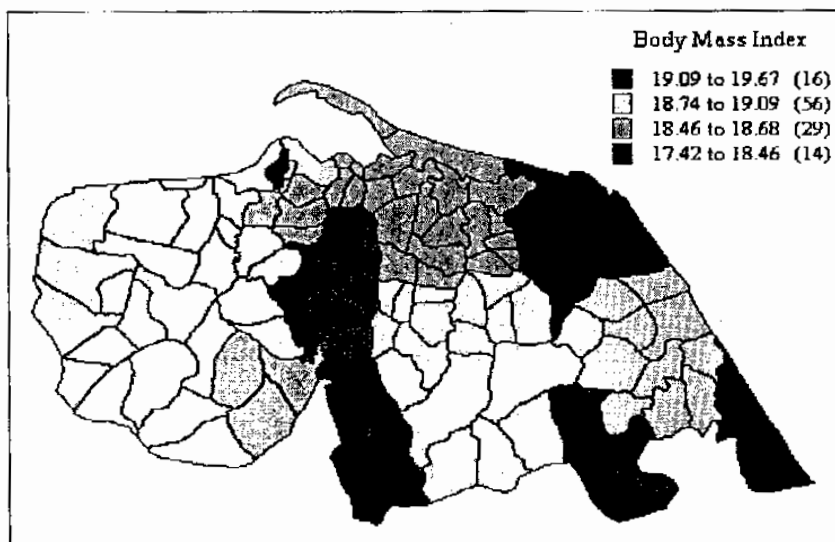 Body Mass Index
19.09 to 19.67 (16)
18.74 to 19.09 (56)
18.46 to 18.68 (29)
17.42 to 18.46 (14)